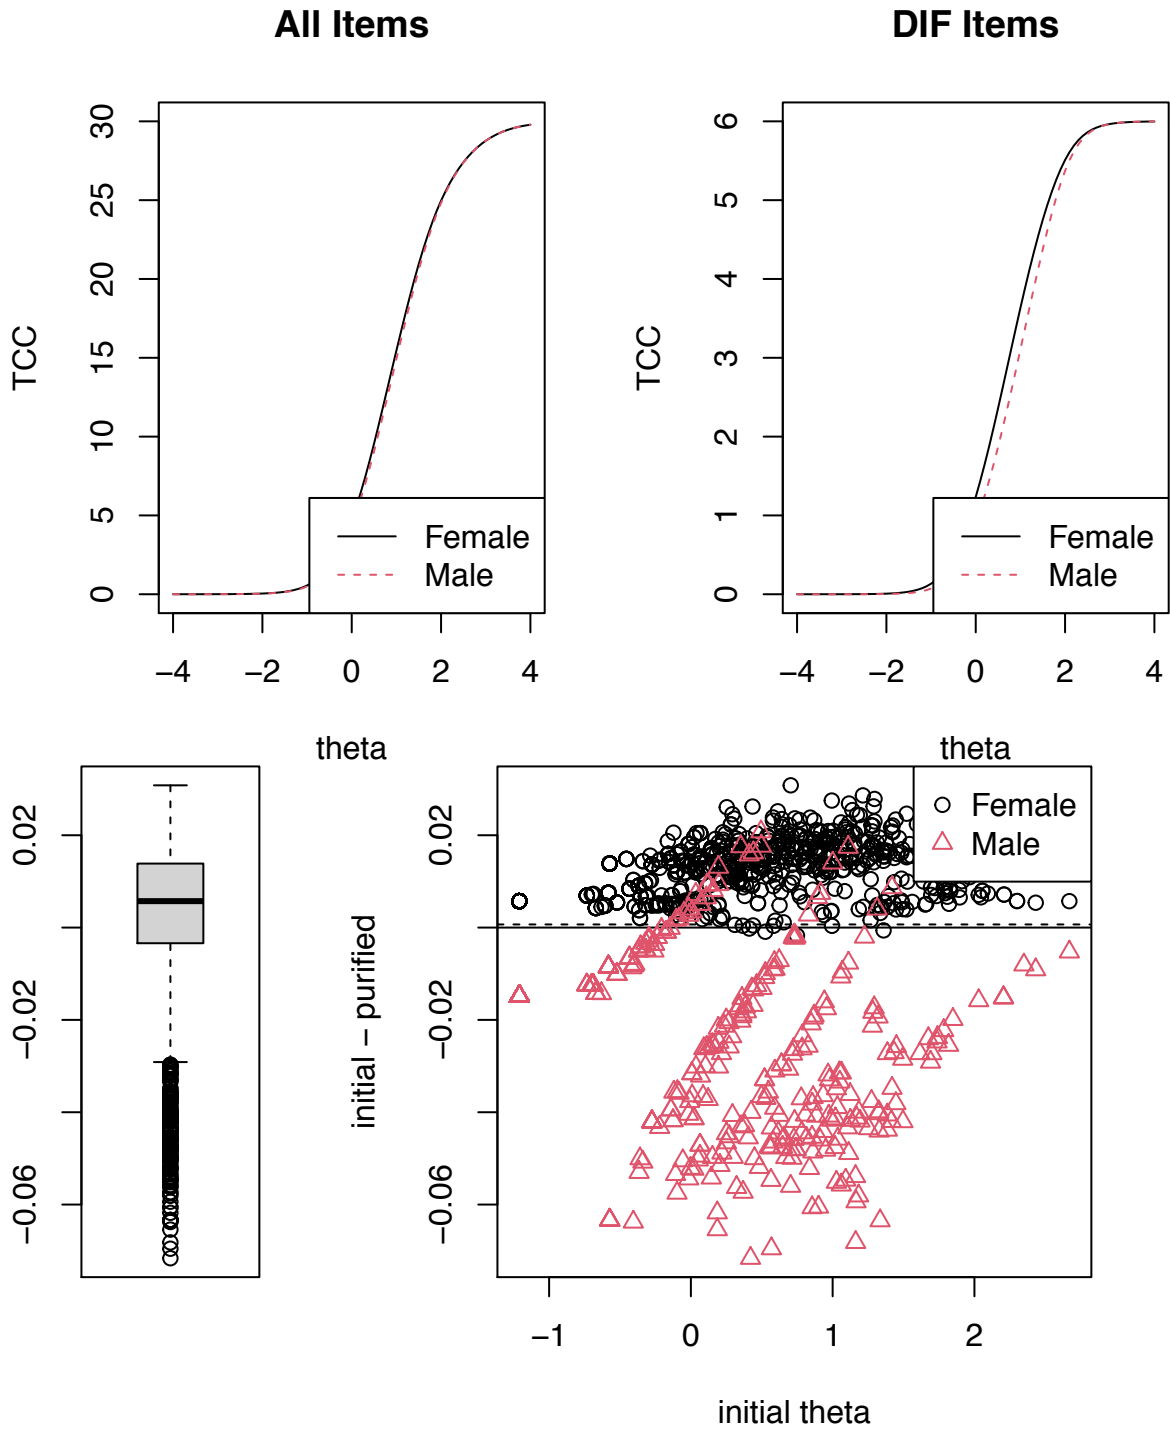 All Items
DIF Items
TCC
30
25
20
15
10
5
0
Female
Male
−4 −2 0 2 4
theta
TCC
6
5
4
3
2
1
0
Female
Male
−4 −2 0 2 4
theta
0.02
−0.02
−0.06
initial − purified
0.02
−0.02
−0.06
Female
Male
−1 0 1 2
initial theta